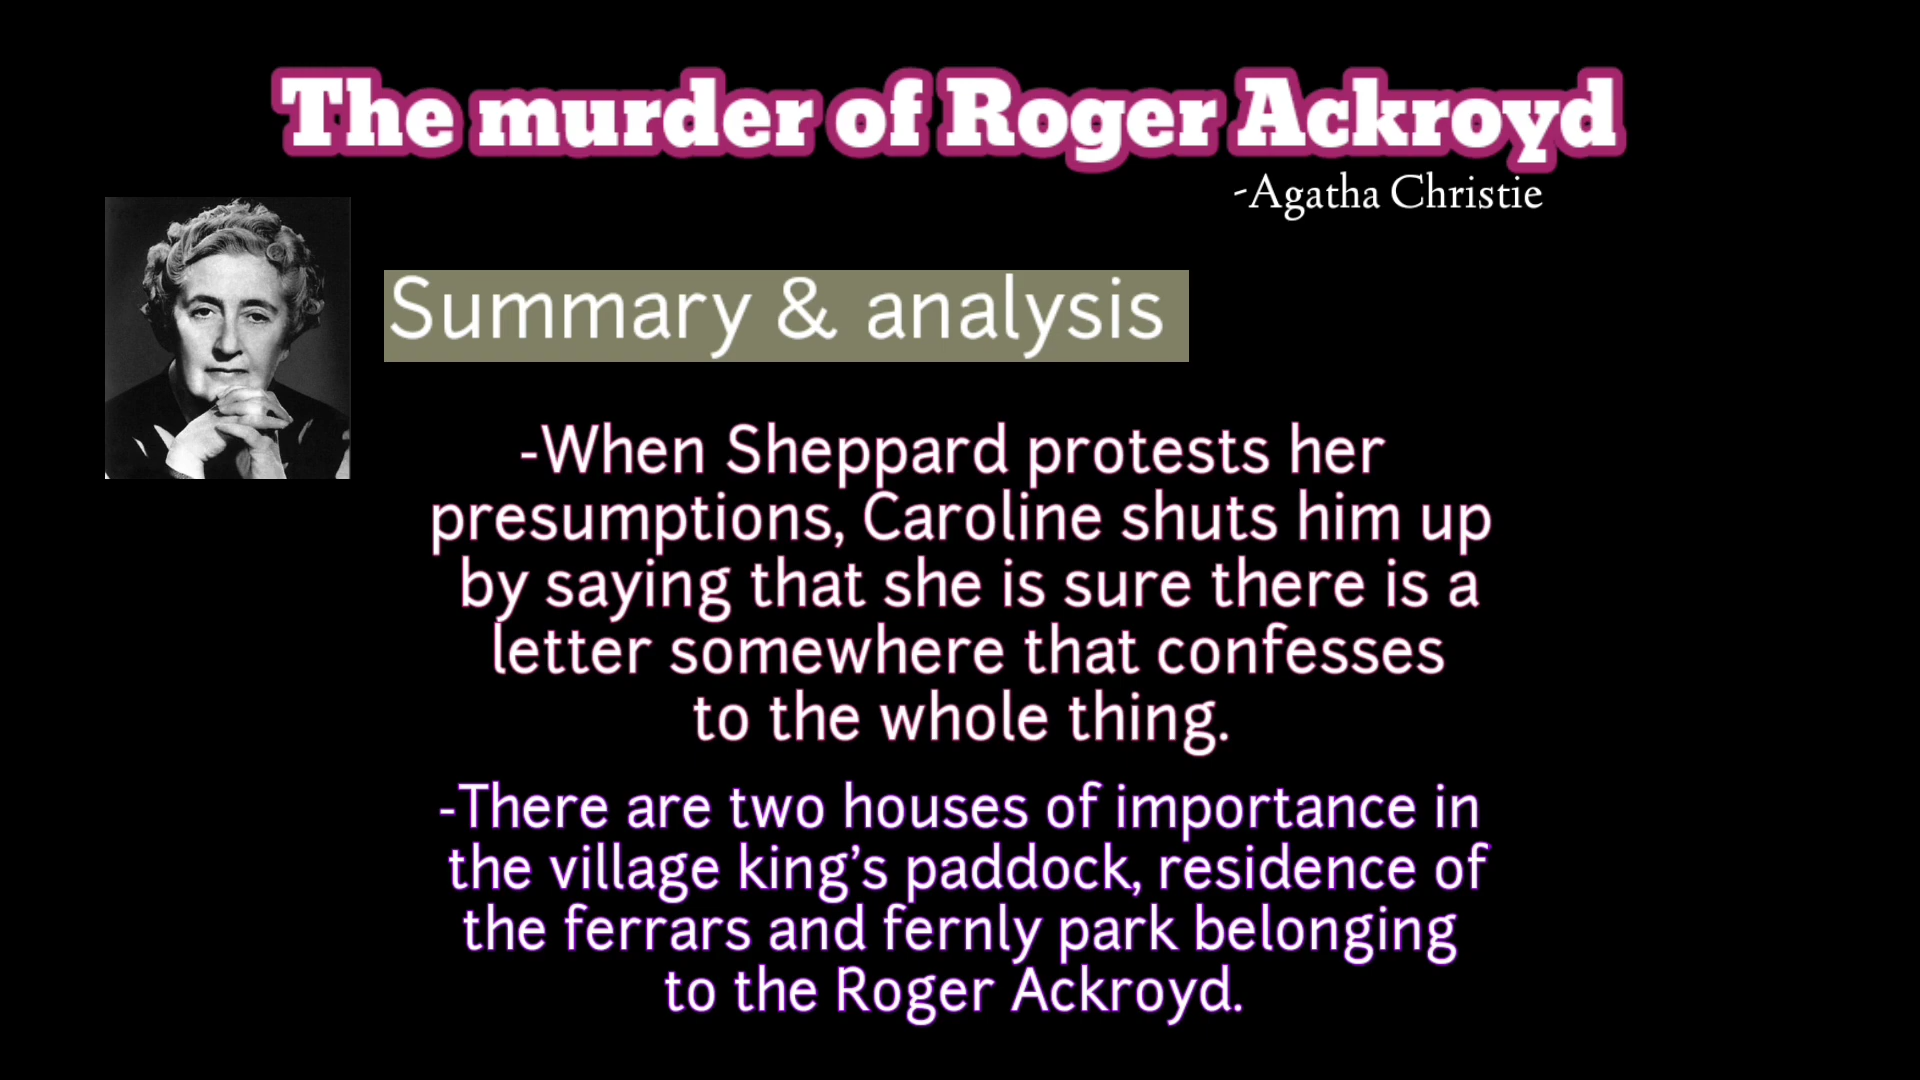 The murder of Roger Ackroyd
-Agatha Christie
Summary & analysis
-When Sheppard protests her
presumptions, Caroline shuts him up
by saying that she is sure there is a
letter somewhere that confesses
to the whole thing.
-There are two houses of importance in
the village king’s paddock, residence of
the ferrars and fernly park belonging
to the Roger Ackroyd.